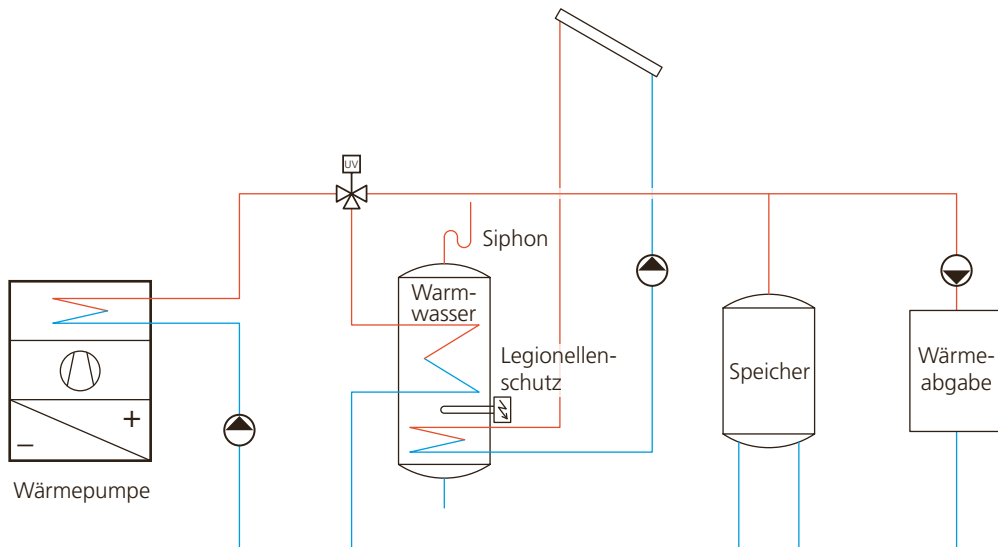 UV
Siphon
Warm-
wasser
Legionellen-
schutz
Speicher
Wärme-
abgabe
+
–
Wärmepumpe